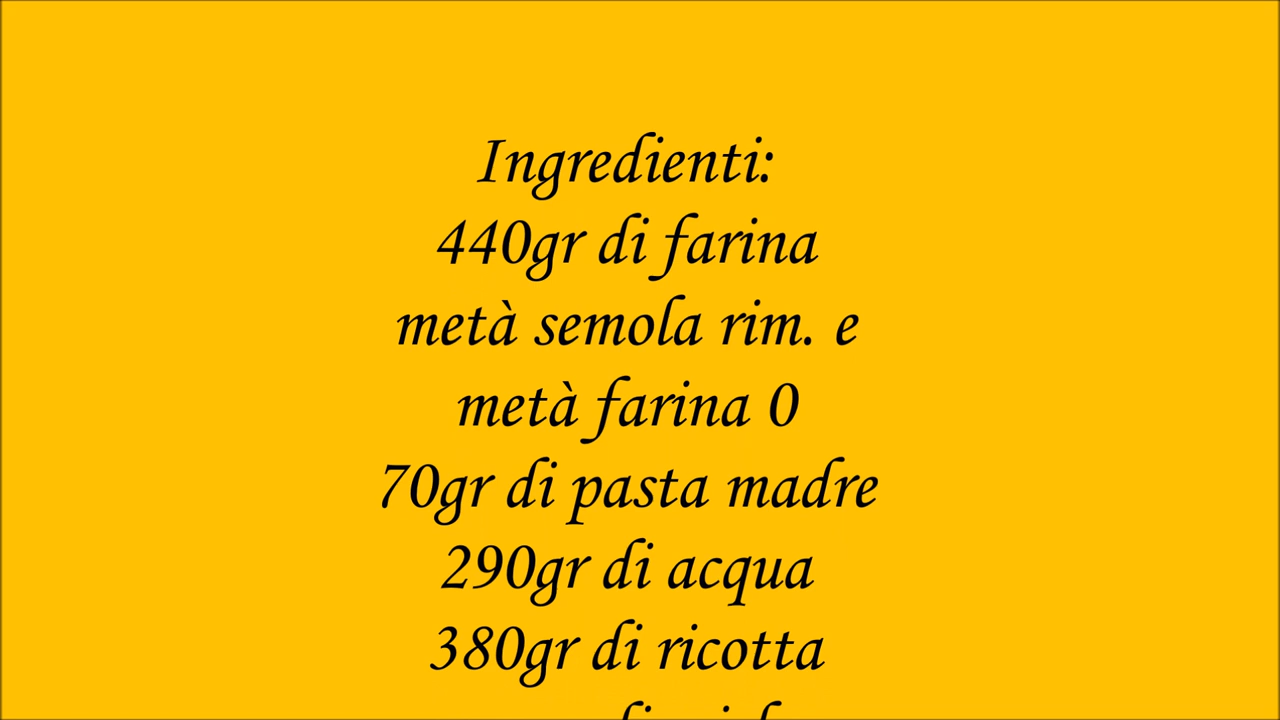 Ingredienti:
440gr di farina
metà semola rim. e
metà farina 0
70gr di pasta madre
290gr di acqua
380gr di ricotta